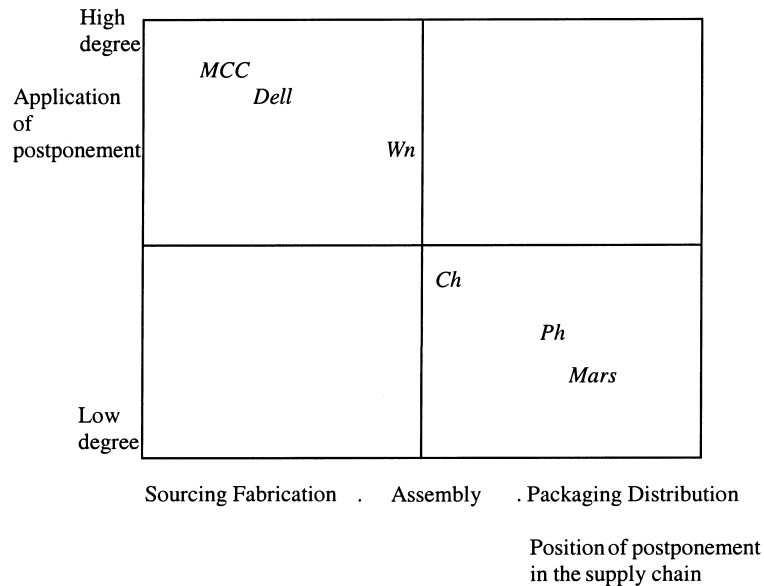 High
degree
MCC
Dell
Application
of
postponement
Wn
Ch
Ph
Mars
Low
degree
Sourcing Fabrication . Assembly . Packaging Distribution
Position of postponement
in the supply chain